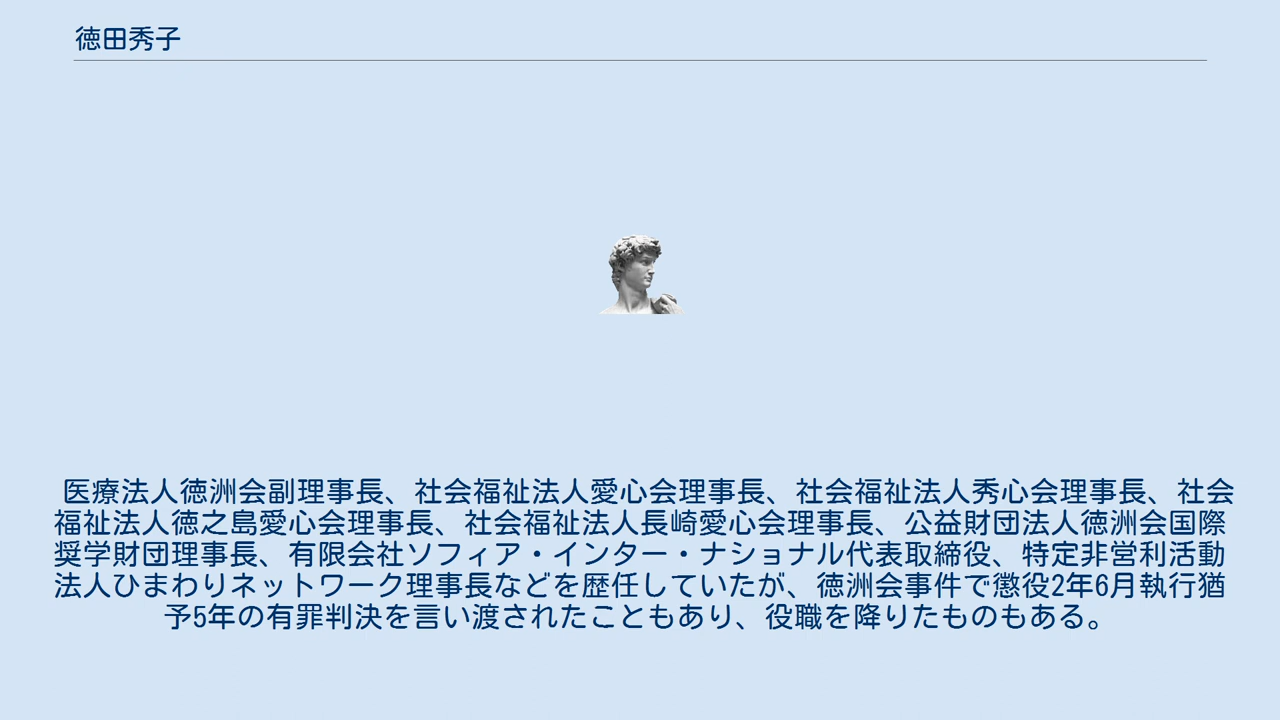 徳田秀子
医療法人徳洲会副理事長、社会福祉法人愛心会理事長、社会福祉法人秀心会理事長、社会
福祉法人徳之島愛心会理事長、社会福祉法人長崎愛心会理事長、公益財団法人徳洲会国際
奨学財団理事長、有限会社ソフィア・インター・ナショナル代表取締役、特定非営利活動
法人ひまわりネットワーク理事長などを歴任していたが、徳洲会事件で懲役2年6月執行猶
予5年の有罪判決を言い渡されたこともあり、役職を降りたものもある。